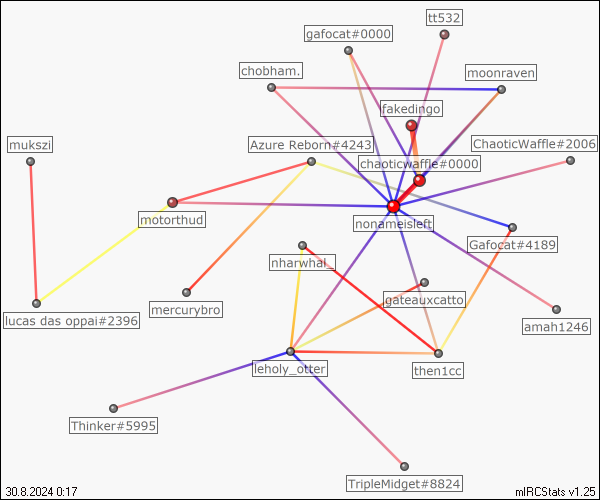 tt532
gafocat#0000
chobham.
moonraven
fakedingo
mukszi
Azure Reborn#4243
ChaoticWaffle#2006
chaoticwaffle#0000
motorthud
nonameisleft
Gafocat#4189
nharwhal_
gateauxcatto
mercurybro
lucas das oppai#2396
amah1246
leholy_otter
then1cc
Thinker#5995
TripleMidget#8824
30.8.2024 0:17
mIRCStats v1.25